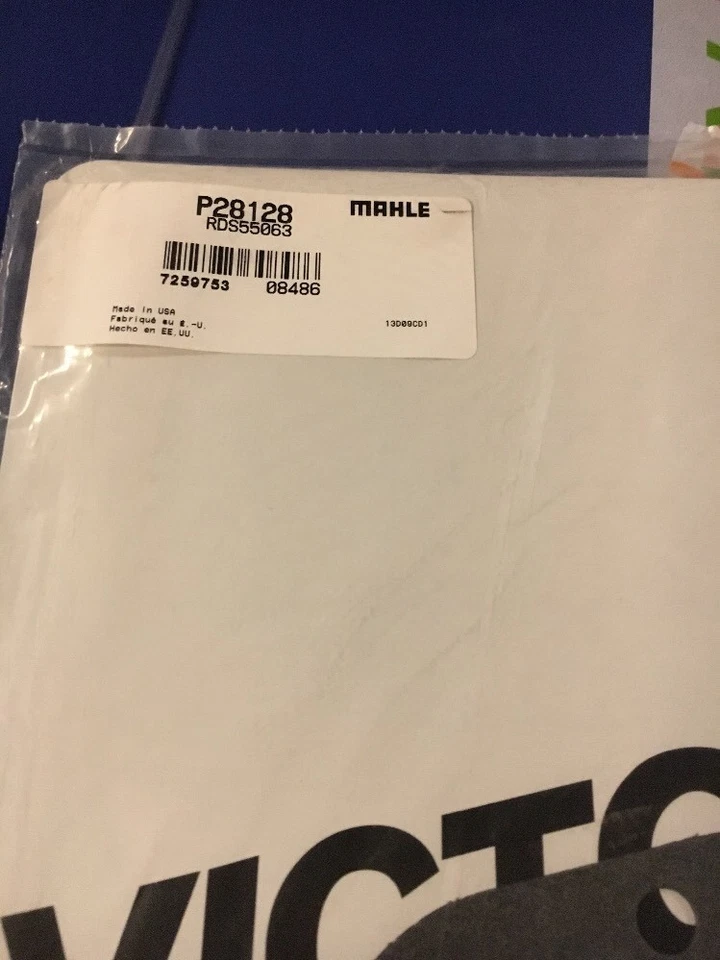 P28128 MAHLE
RDS55063
7259753 08486
Made in USA
Fabriqué au É.-U.
Hecho en EE.UU.
13D09CD1
VICTO